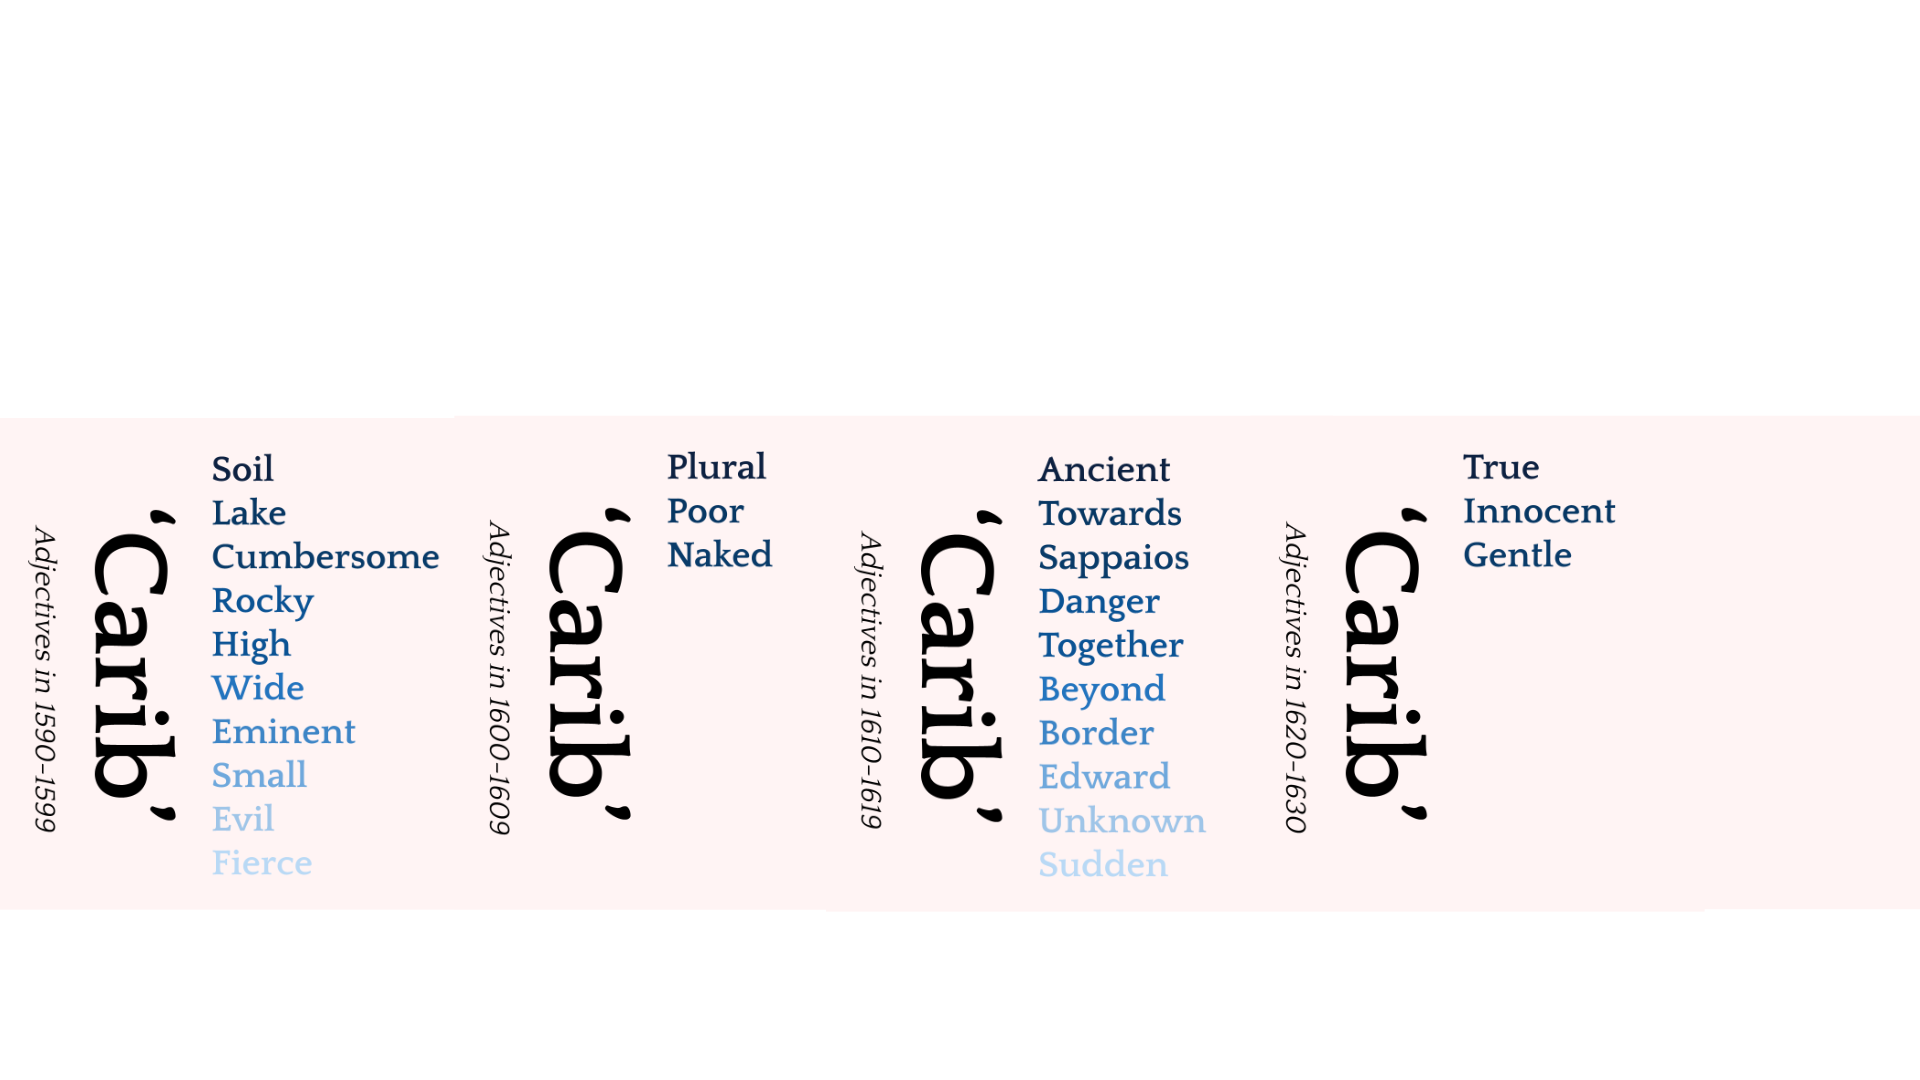 Adjectives in 1590-1599
‘Carib’
Soil
Lake
Cumbersome
Rocky
High
Wide
Eminent
Small
Evil
Fierce
Adjectives in 1600-1609
‘Carib’
Plural
Poor
Naked
Adjectives in 1610-1619
‘Carib’
Ancient
Towards
Sappaios
Danger
Together
Beyond
Border
Edward
Unknown
Sudden
Adjectives in 1620-1630
‘Carib’
True
Innocent
Gentle